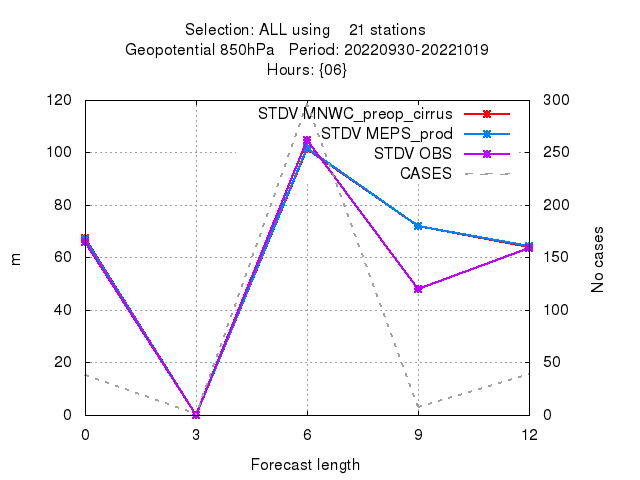 Selection: ALL using 21 stations
Geopotential 850hPa Period: 20220930-20221019
Hours: {06}
STDV MNWC_preop_cirrus
STDV MEPS_prod
STDV OBS
CASES
120
100
80
60
40
20
0
300
250
200
150
100
50
0
m
No cases
0 3 6 9 12
Forecast length